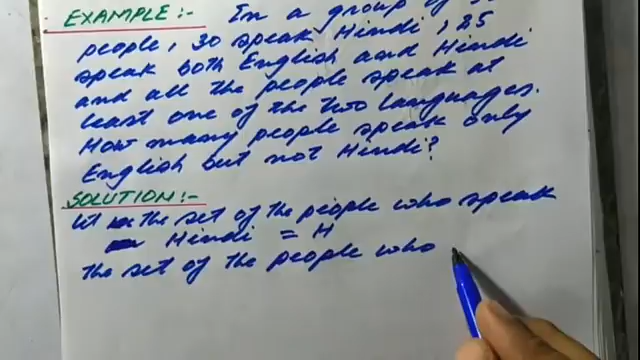 EXAMPLE:- In a group of
people, 30 speak Hindi, 25
speak both English and Hindi
and all the people speak at
least one of the two languages.
How many people speak only
English but not Hindi?
SOLUTION:-
let the set of the people who speak
Hindi = H
the set of the people who